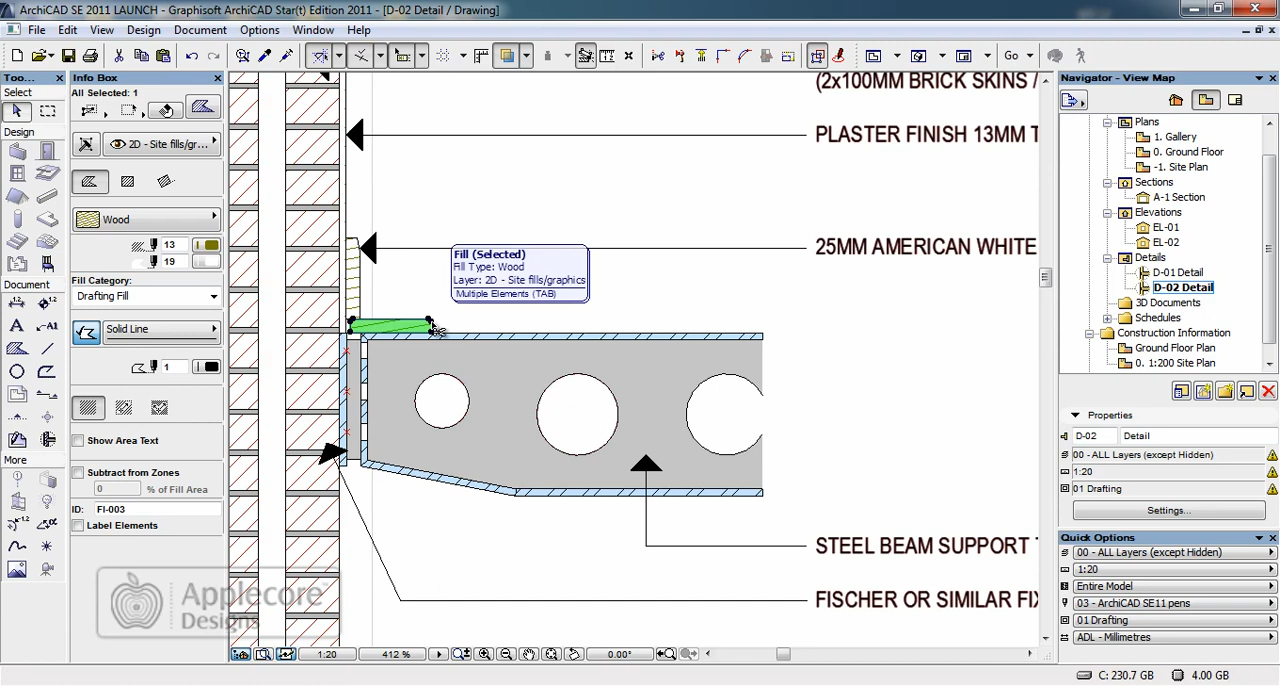 ArchiCAD SE 2011 LAUNCH - Graphisoft ArchiCAD Star(t) Edition 2011 - [D-02 Detail / Drawing]
File Edit View Design Document Options Window Help
Go
Too...
Select
Design
Document
More
Info Box
All Selected: 1
2D - Site fills/gr...
Wood
13
19
Fill Category:
Drafting Fill
Solid Line
1
Show Area Text
Subtract from Zones
0 % of Fill Area
ID: FI-003
Label Elements
(2x100MM BRICK SKINS /
PLASTER FINISH 13MM T
25MM AMERICAN WHITE
Fill (Selected)
Fill Type: Wood
Layer: 2D - Site fills/graphics
Multiple Elements (TAB)
STEEL BEAM SUPPORT
FISCHER OR SIMILAR FIX
Applecore™
Designs
1:20
412 %
0.00°
Navigator - View Map
Plans
1. Gallery
0. Ground Floor
-1. Site Plan
Sections
A-1 Section
Elevations
EL-01
EL-02
Details
D-01 Detail
D-02 Detail
3D Documents
Schedules
Construction Information
Ground Floor Plan
0. 1:200 Site Plan
Properties
D-02 Detail
00 - ALL Layers (except Hidden)
1:20
01 Drafting
Settings...
Quick Options
00 - ALL Layers (except Hidden)
1:20
Entire Model
03 - ArchiCAD SE11 pens
01 Drafting
ADL - Millimetres
C: 230.7 GB
4.00 GB